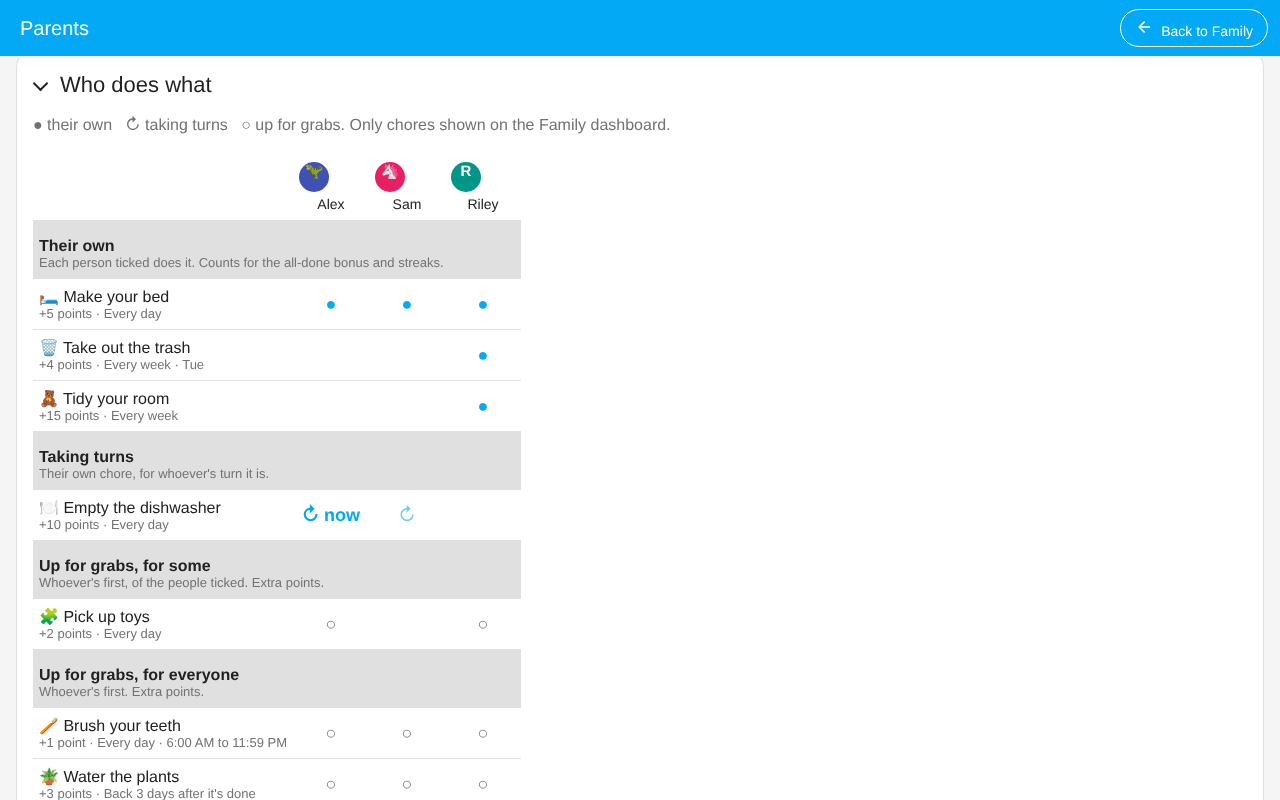 Parents
Back to Family
Who does what
● their own ↻ taking turns ○ up for grabs. Only chores shown on the Family dashboard.
R
Alex Sam Riley
Their own
Each person ticked does it. Counts for the all-done bonus and streaks.
Make your bed
+5 points · Every day
Take out the trash
+4 points · Every week · Tue
Tidy your room
+15 points · Every week
Taking turns
Their own chore, for whoever's turn it is.
Empty the dishwasher
+10 points · Every day
now
Up for grabs, for some
Whoever's first, of the people ticked. Extra points.
Pick up toys
+2 points · Every day
Up for grabs, for everyone
Whoever's first. Extra points.
Brush your teeth
+1 point · Every day · 6:00 AM to 11:59 PM
Water the plants
+3 points · Back 3 days after it's done